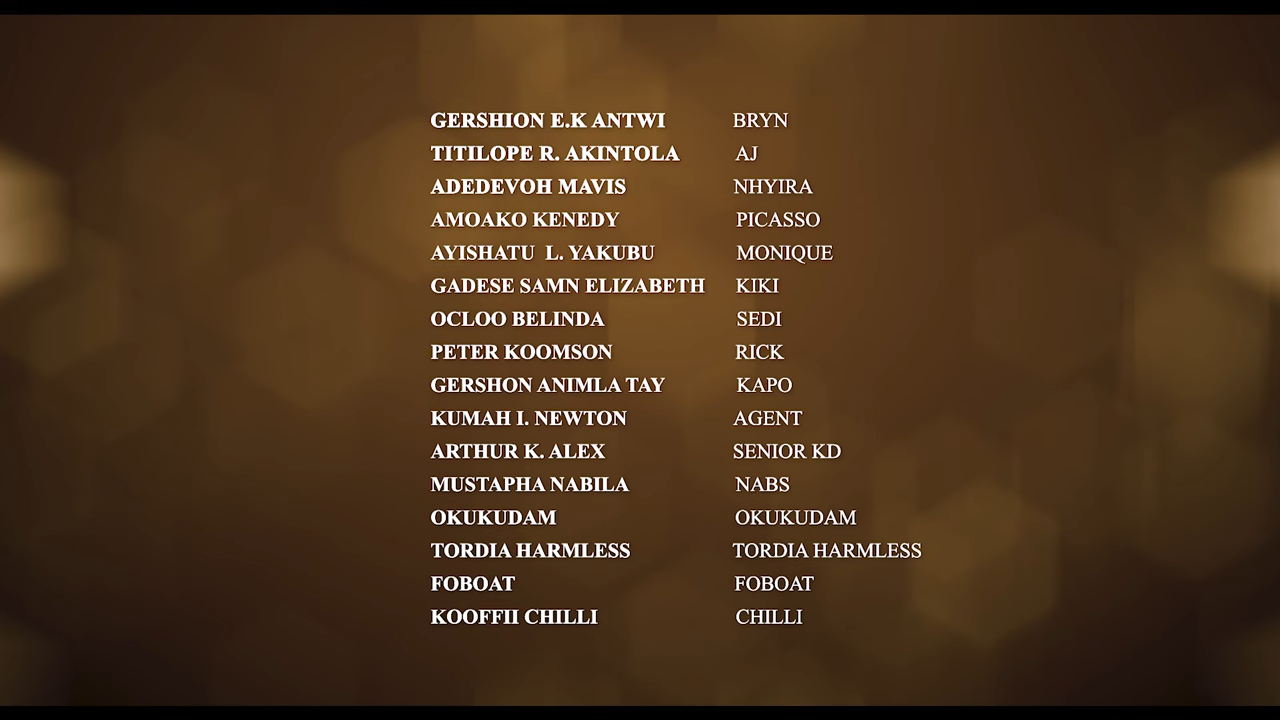 GERSHION E.K ANTWI BRYN
TITILOPE R. AKINTOLA AJ
ADEDEVOH MAVIS NHYIRA
AMOAKO KENEDY PICASSO
AYISHATU L. YAKUBU MONIQUE
GADESE SAMN ELIZABETH KIKI
OCLOO BELINDA SEDI
PETER KOOMSON RICK
GERSHON ANIMLA TAY KAPO
KUMAH I. NEWTON AGENT
ARTHUR K. ALEX SENIOR KD
MUSTAPHA NABILA NABS
OKUKUDAM OKUKUDAM
TORDIA HARMLESS TORDIA HARMLESS
FOBOAT FOBOAT
KOOFFII CHILLI CHILLI